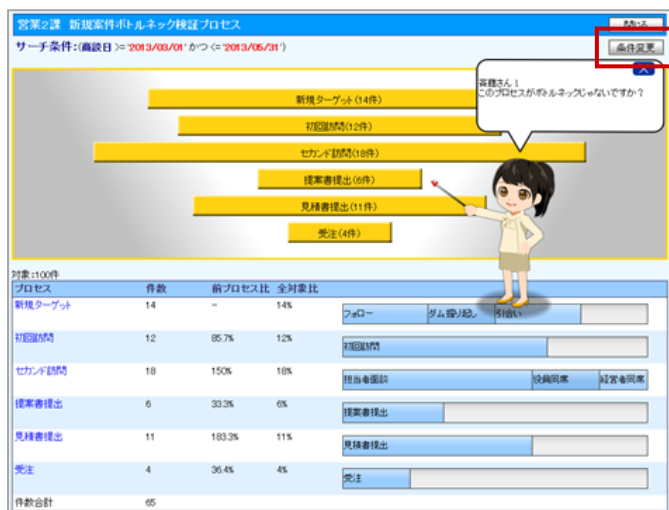 営業2課 新規案件ボトルネック検証プロセス 閉じる
サーチ条件:(商談日 >= '2013/03/01' かつ <= '2013/05/31') 条件変更
斉藤さん!
このプロセスがボトルネックじゃないですか?
新規ターゲット(14件)
初回訪問(12件)
セカンド訪問(18件)
提案書提出(6件)
見積書提出(11件)
受注(4件)
対象:100件
プロセス 件数 前プロセス比 全対象比
新規ターゲット 14 - 14% フォロー ダム掘り起し 引合い
初回訪問 12 85.7% 12% 初回訪問
セカンド訪問 18 150% 18% 担当者面談 役員同席 経営者同席
提案書提出 6 33.3% 6% 提案書提出
見積書提出 11 183.3% 11% 見積書提出
受注 4 36.4% 4% 受注
件数合計 65